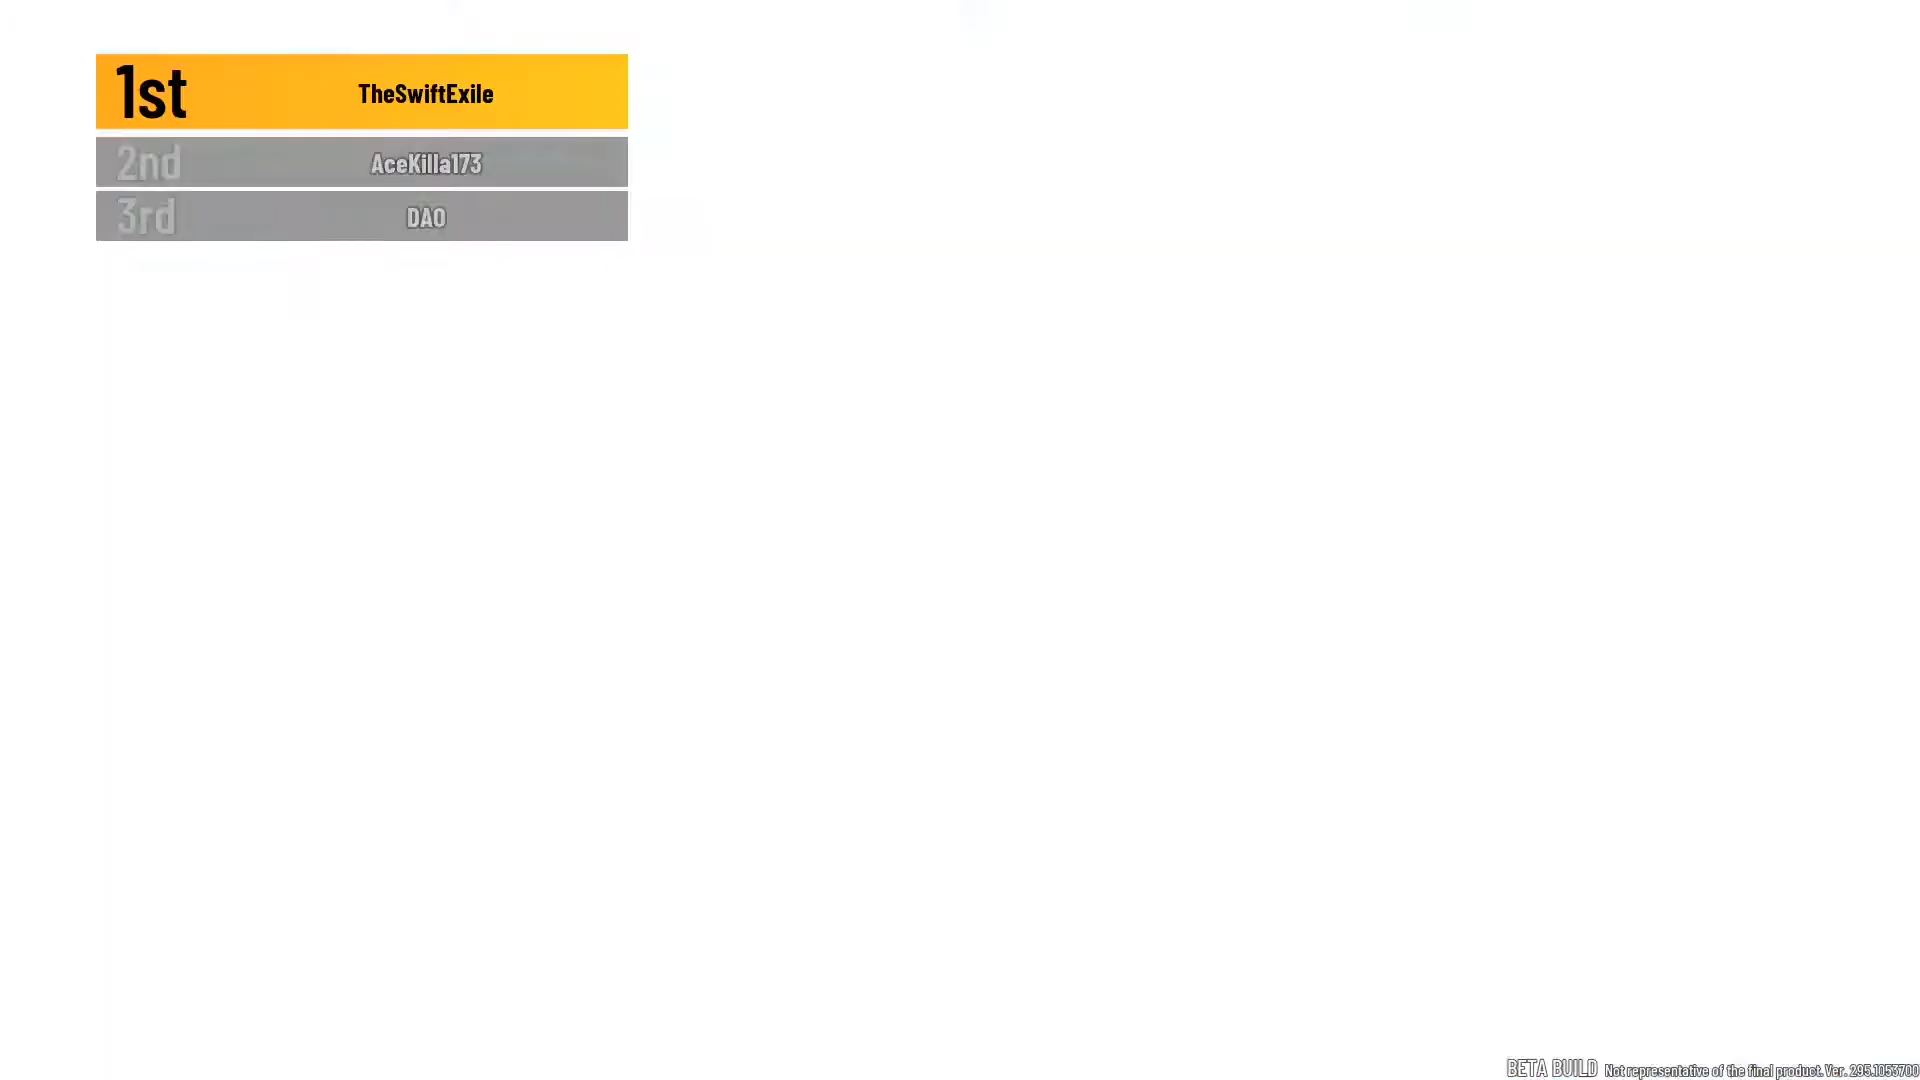 1st TheSwiftExile
2nd AceKilla173
3rd DAO
BETA BUILD Not representative of the final product. Ver. 295.1053700